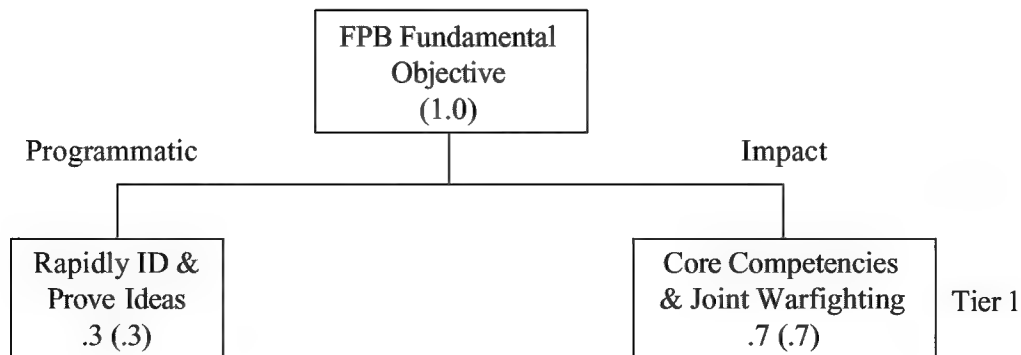 FPB Fundamental
Objective
(1.0)
Programmatic
Impact
Rapidly ID &
Prove Ideas
.3 (.3)
Core Competencies
& Joint Warfighting
.7 (.7)
Tier 1